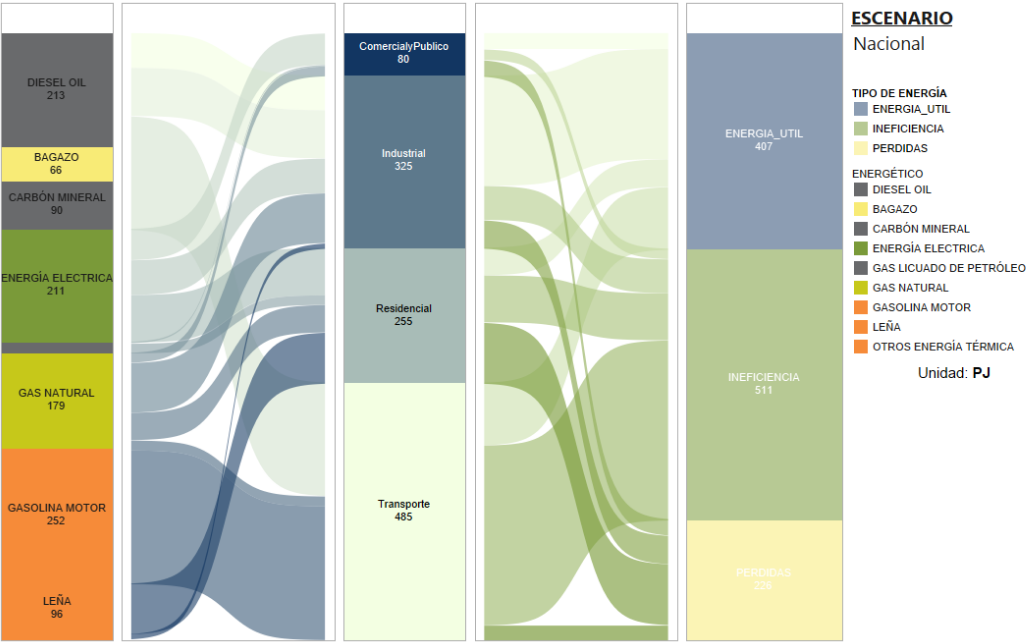 DIESEL OIL
213
BAGAZO
66
CARBÓN MINERAL
90
ENERGÍA ELECTRICA
211
GAS NATURAL
179
GASOLINA MOTOR
252
LEÑA
96
ComercialyPublico
80
Industrial
325
Residencial
255
Transporte
485
ENERGIA_UTIL
407
INEFICIENCIA
511
PERDIDAS
226
ESCENARIO
Nacional
TIPO DE ENERGÍA
ENERGIA_UTIL
INEFICIENCIA
PERDIDAS
ENERGÉTICO
DIESEL OIL
BAGAZO
CARBÓN MINERAL
ENERGÍA ELECTRICA
GAS LICUADO DE PETRÓLEO
GAS NATURAL
GASOLINA MOTOR
LEÑA
OTROS ENERGÍA TÉRMICA
Unidad: PJ